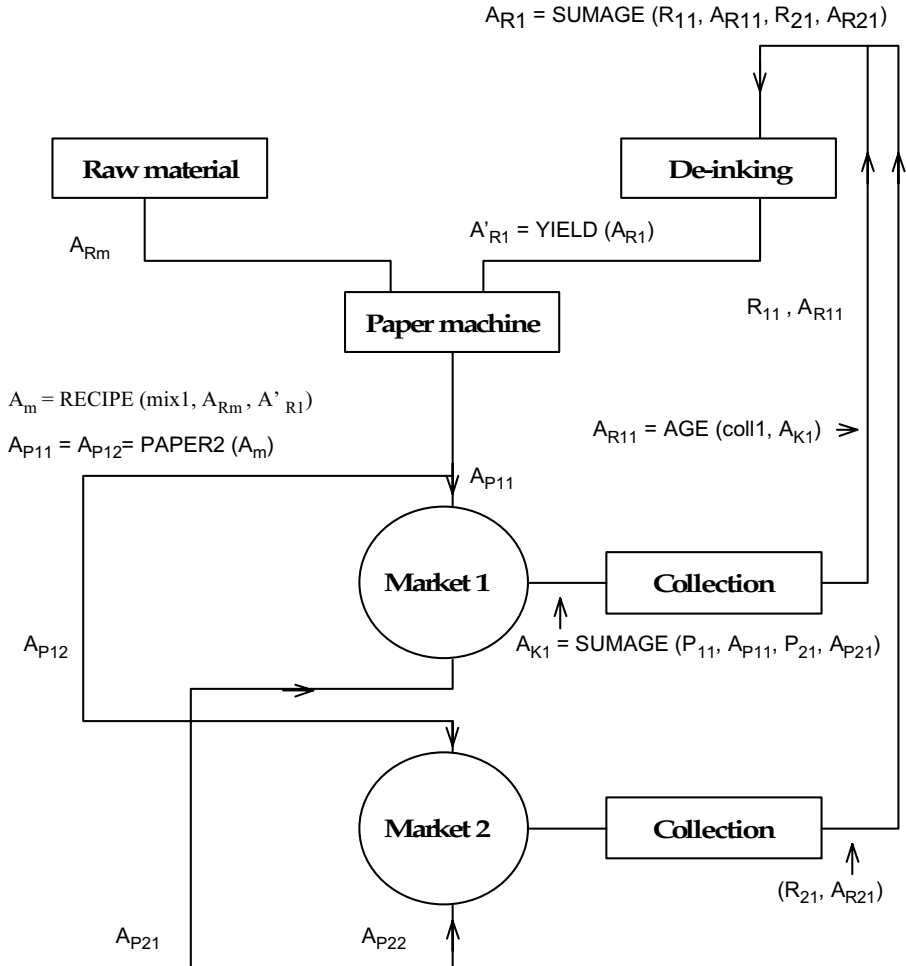 A_R1 = SUMAGE (R_11, A_R11, R_21, A_R21)
Raw material
De-inking
A_Rm
A'_R1 = YIELD (A_R1)
Paper machine
R_11 , A_R11
A_m = RECIPE (mix1, A_Rm , A’_R1)
A_R11 = AGE (coll1, A_K1)
A_P11 = A_P12= PAPER2 (A_m)
A_P11
Market 1
Collection
A_P12
A_K1 = SUMAGE (P_11, A_P11, P_21, A_P21)
Market 2
Collection
(R_21, A_R21)
A_P21
A_P22